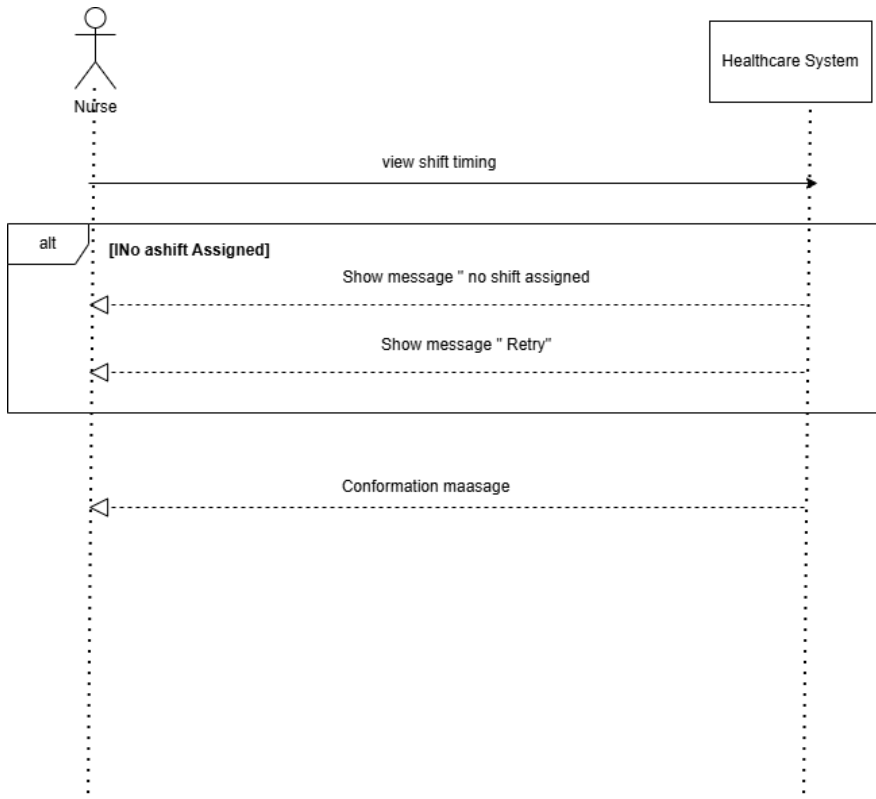 Nurse
Healthcare System
view shift timing
alt
[INo ashift Assigned]
Show message " no shift assigned
Show message " Retry"
Conformation maasage